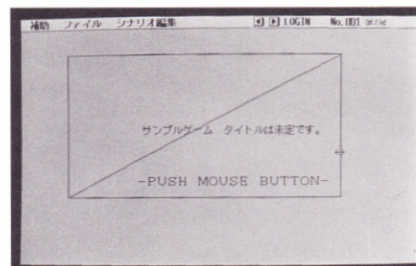 補助 ファイル シナリオ編集 LOGIN No.001
サンプルゲーム タイトルは未定です。
-PUSH MOUSE BUTTON-